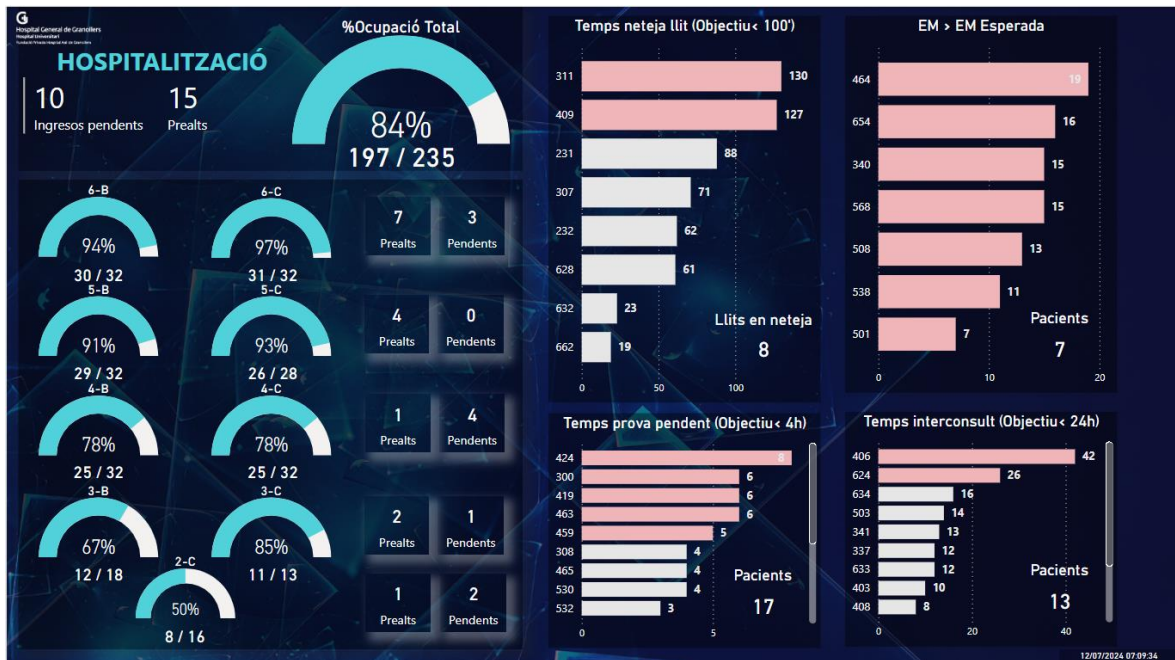 Hospital General de Granollers
Hospital Universitari
Fundació Privada Hospital Asil de Granollers
HOSPITALITZACIÓ
10
Ingresos pendents
15
Prealts
%Ocupació Total
84%
197 / 235
6-B
94%
30 / 32
6-C
97%
31 / 32
7
Prealts
3
Pendents
5-B
91%
29 / 32
5-C
93%
26 / 28
4
Prealts
0
Pendents
4-B
78%
25 / 32
4-C
78%
25 / 32
1
Prealts
4
Pendents
3-B
67%
12 / 18
3-C
85%
11 / 13
2
Prealts
1
Pendents
2-C
50%
8 / 16
1
Prealts
2
Pendents
Temps neteja llit (Objectiu< 100')
311 130
409 127
231 88
307 71
232 62
628 61
632 23
662 19
Llits en neteja
8
0 50 100
EM > EM Esperada
464 19
654 16
340 15
568 15
508 13
538 11
501 7
Pacients
7
0 10 20
Temps prova pendent (Objectiu< 4h)
424 8
300 6
419 6
463 6
459 5
308 4
465 4
530 4
532 3
Pacients
17
0 5
Temps interconsult (Objectiu< 24h)
406 42
624 26
634 16
503 14
341 13
337 12
633 12
403 10
408 8
Pacients
13
0 20 40
12/07/2024 07:09:34